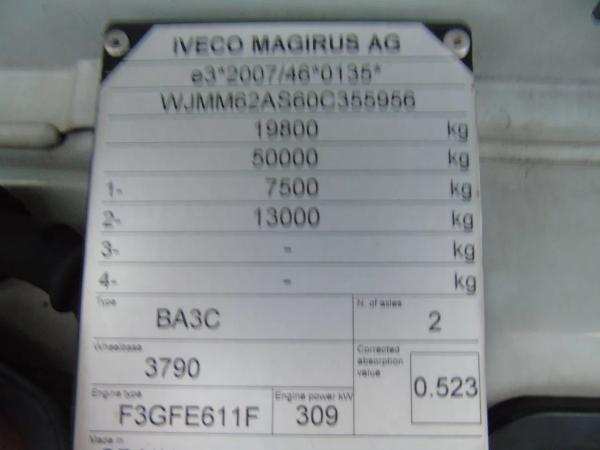 IVECO MAGIRUS AG
e3*2007/46*0135*
WJMM62AS60C355956
19800 kg
50000 kg
1- 7500 kg
2- 13000 kg
3- - kg
4- - kg
Type N. of axles
BA3C 2
Wheelbase Corrected absorption value
3790 0.523
Engine type Engine power kW
F3GFE611F 309
Made in